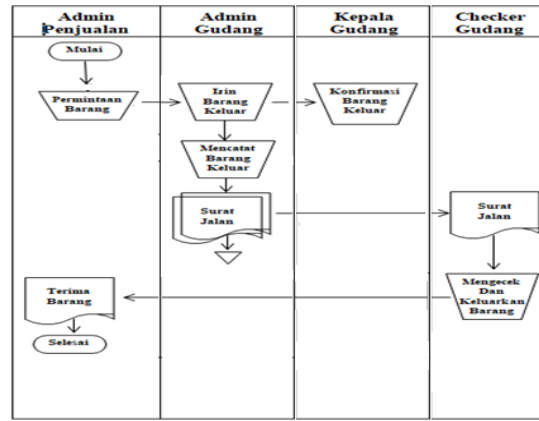 Admin
Penjualan
Admin
Gudang
Kepala
Gudang
Checker
Gudang
Mulai
Permintaan
Barang
Izin
Barang
Keluar
Konfirmasi
Barang
Keluar
Mencatat
Barang
Keluar
Surat
Jalan
Surat
Jalan
Terima
Barang
Mengecek
Dan
Keluarkan
Barang
Selesai